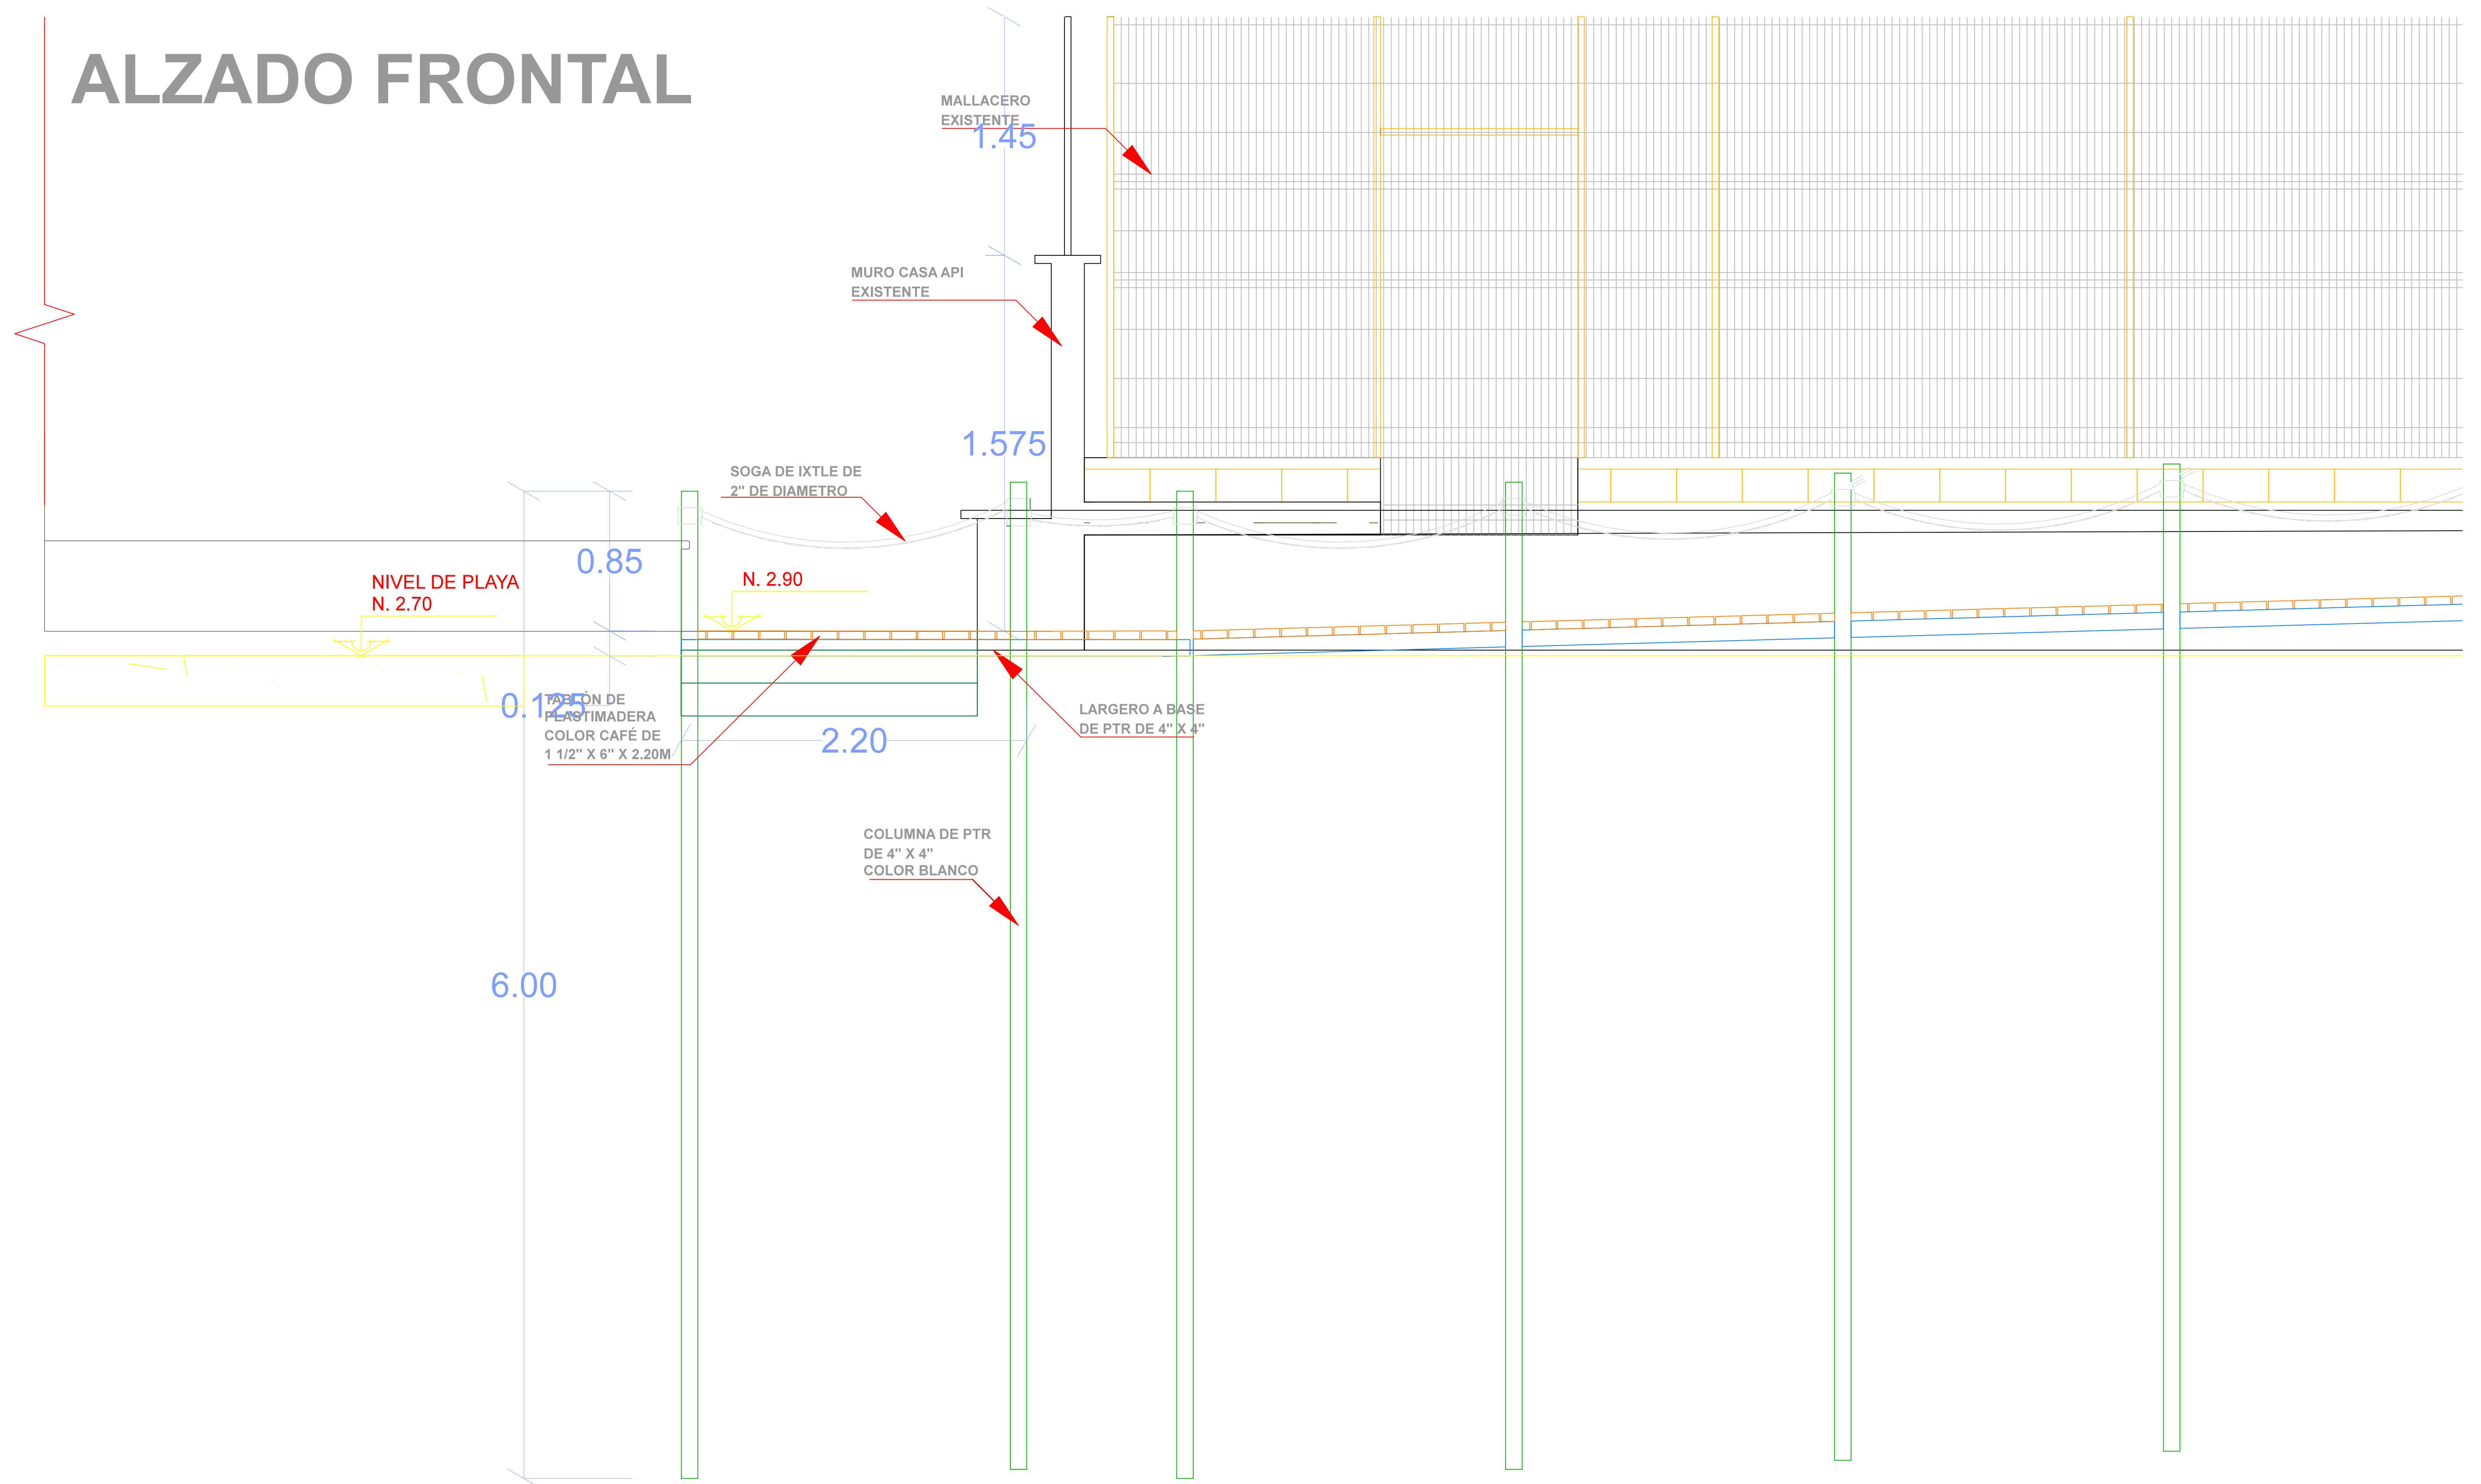 ALZADO FRONTAL
MALLACERO
EXISTENTE
1.45
MURO CASA API
EXISTENTE
1.575
SOGA DE IXTLE DE
2" DE DIAMETRO
0.85
NIVEL DE PLAYA
N. 2.70
N. 2.90
0.125
TABLÓN DE
PLASTIMADERA
COLOR CAFÉ DE
1 1/2" X 6" X 2.20M
2.20
LARGERO A BASE
DE PTR DE 4" X 4"
COLUMNA DE PTR
DE 4" X 4"
COLOR BLANCO
6.00